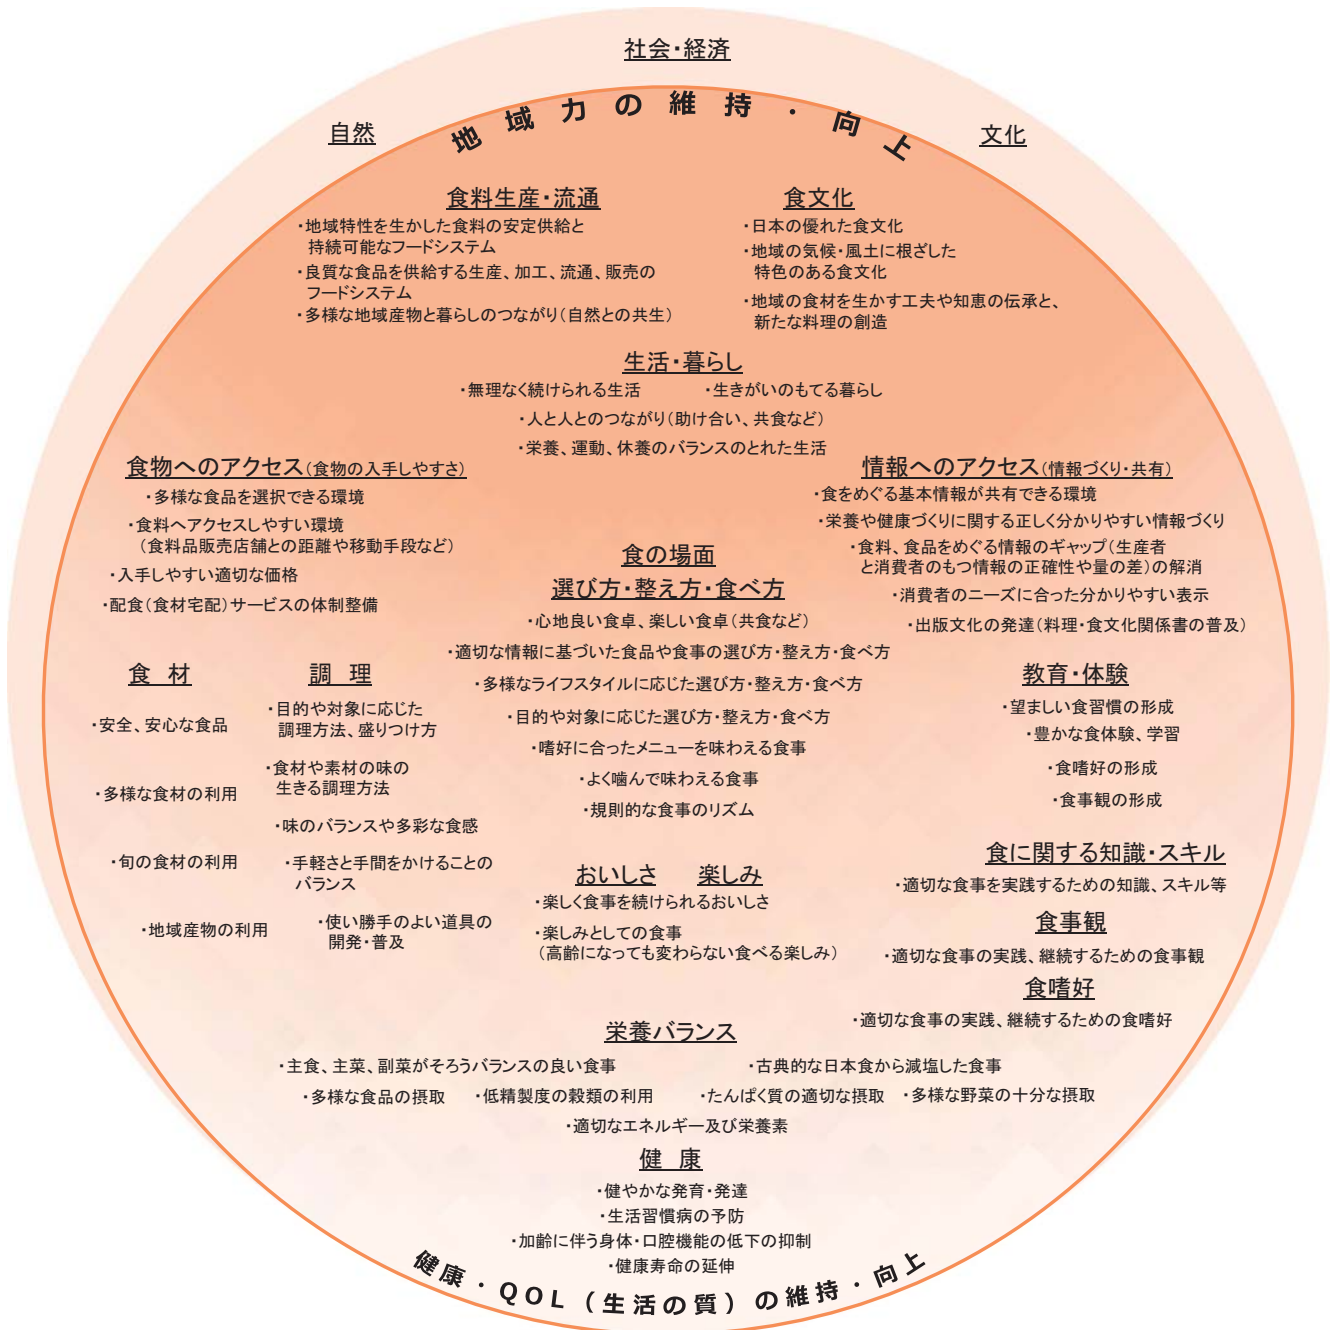 社会・経済
自然
文化
地域力の維持・向上
食料生産・流通
・地域特性を生かした食料の安定供給と
持続可能なフードシステム
・良質な食品を供給する生産、加工、流通、販売の
フードシステム
・多様な地域産物と暮らしのつながり(自然との共生)
食文化
・日本の優れた食文化
・地域の気候・風土に根ざした
特色のある食文化
・地域の食材を生かす工夫や知恵の伝承と、
新たな料理の創造
生活・暮らし
・無理なく続けられる生活
・生きがいのもてる暮らし
・人と人とのつながり(助け合い、共食など)
・栄養、運動、休養のバランスのとれた生活
食物へのアクセス(食物の入手しやすさ)
・多様な食品を選択できる環境
・食料へアクセスしやすい環境
(食料品販売店舗との距離や移動手段など)
・入手しやすい適切な価格
・配食(食材宅配)サービスの体制整備
情報へのアクセス(情報づくり・共有)
・食をめぐる基本情報が共有できる環境
・栄養や健康づくりに関する正しく分かりやすい情報づくり
・食料、食品をめぐる情報のギャップ(生産者
と消費者のもつ情報の正確性や量の差)の解消
・消費者のニーズに合った分かりやすい表示
・出版文化の発達(料理・食文化関係書の普及)
食の場面
選び方・整え方・食べ方
・心地良い食卓、楽しい食卓(共食など)
・適切な情報に基づいた食品や食事の選び方・整え方・食べ方
・多様なライフスタイルに応じた選び方・整え方・食べ方
・目的や対象に応じた選び方・整え方・食べ方
・嗜好に合ったメニューを味わえる食事
・よく噛んで味わえる食事
・規則的な食事のリズム
食 材
・安全、安心な食品
・多様な食材の利用
・旬の食材の利用
・地域産物の利用
調 理
・目的や対象に応じた
調理方法、盛りつけ方
・食材や素材の味の
生きる調理方法
・味のバランスや多彩な食感
・手軽さと手間をかけることの
バランス
・使い勝手のよい道具の
開発・普及
教育・体験
・望ましい食習慣の形成
・豊かな食体験、学習
・食嗜好の形成
・食事観の形成
食に関する知識・スキル
・適切な食事を実践するための知識、スキル等
食事観
・適切な食事の実践、継続するための食事観
食嗜好
・適切な食事の実践、継続するための食嗜好
おいしさ 楽しみ
・楽しく食事を続けられるおいしさ
・楽しみとしての食事
(高齢になっても変わらない食べる楽しみ)
栄養バランス
・主食、主菜、副菜がそろうバランスの良い食事
・古典的な日本食から減塩した食事
・多様な食品の摂取
・低精製度の穀類の利用
・たんぱく質の適切な摂取
・多様な野菜の十分な摂取
・適切なエネルギー及び栄養素
健 康
・健やかな発育・発達
・生活習慣病の予防
・加齢に伴う身体・口腔機能の低下の抑制
・健康寿命の延伸
健康・QOL(生活の質)の維持・向上